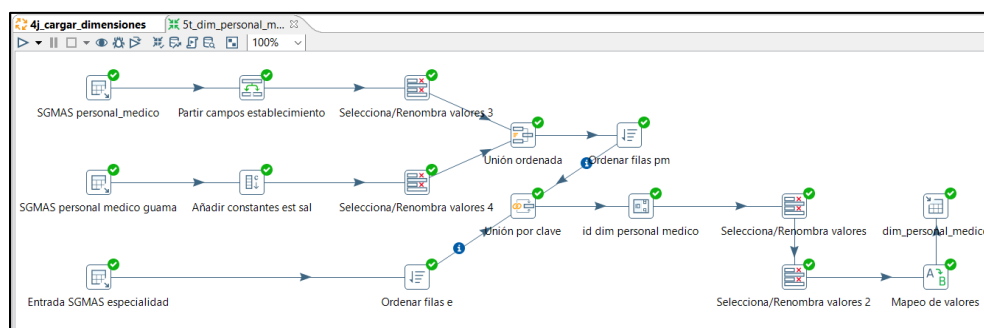 4j_cargar_dimensiones
5t_dim_personal_m...
100%
SGMAS personal_medico
Partir campos establecimiento
Selecciona/Renombra valores 3
Unión ordenada
Ordenar filas pm
SGMAS personal medico guama
Añadir constantes est sal
Selecciona/Renombra valores 4
Unión por clave
id dim personal medico
Selecciona/Renombra valores
dim_personal_medico
Entrada SGMAS especialidad
Ordenar filas e
Selecciona/Renombra valores 2
Mapeo de valores
A
B